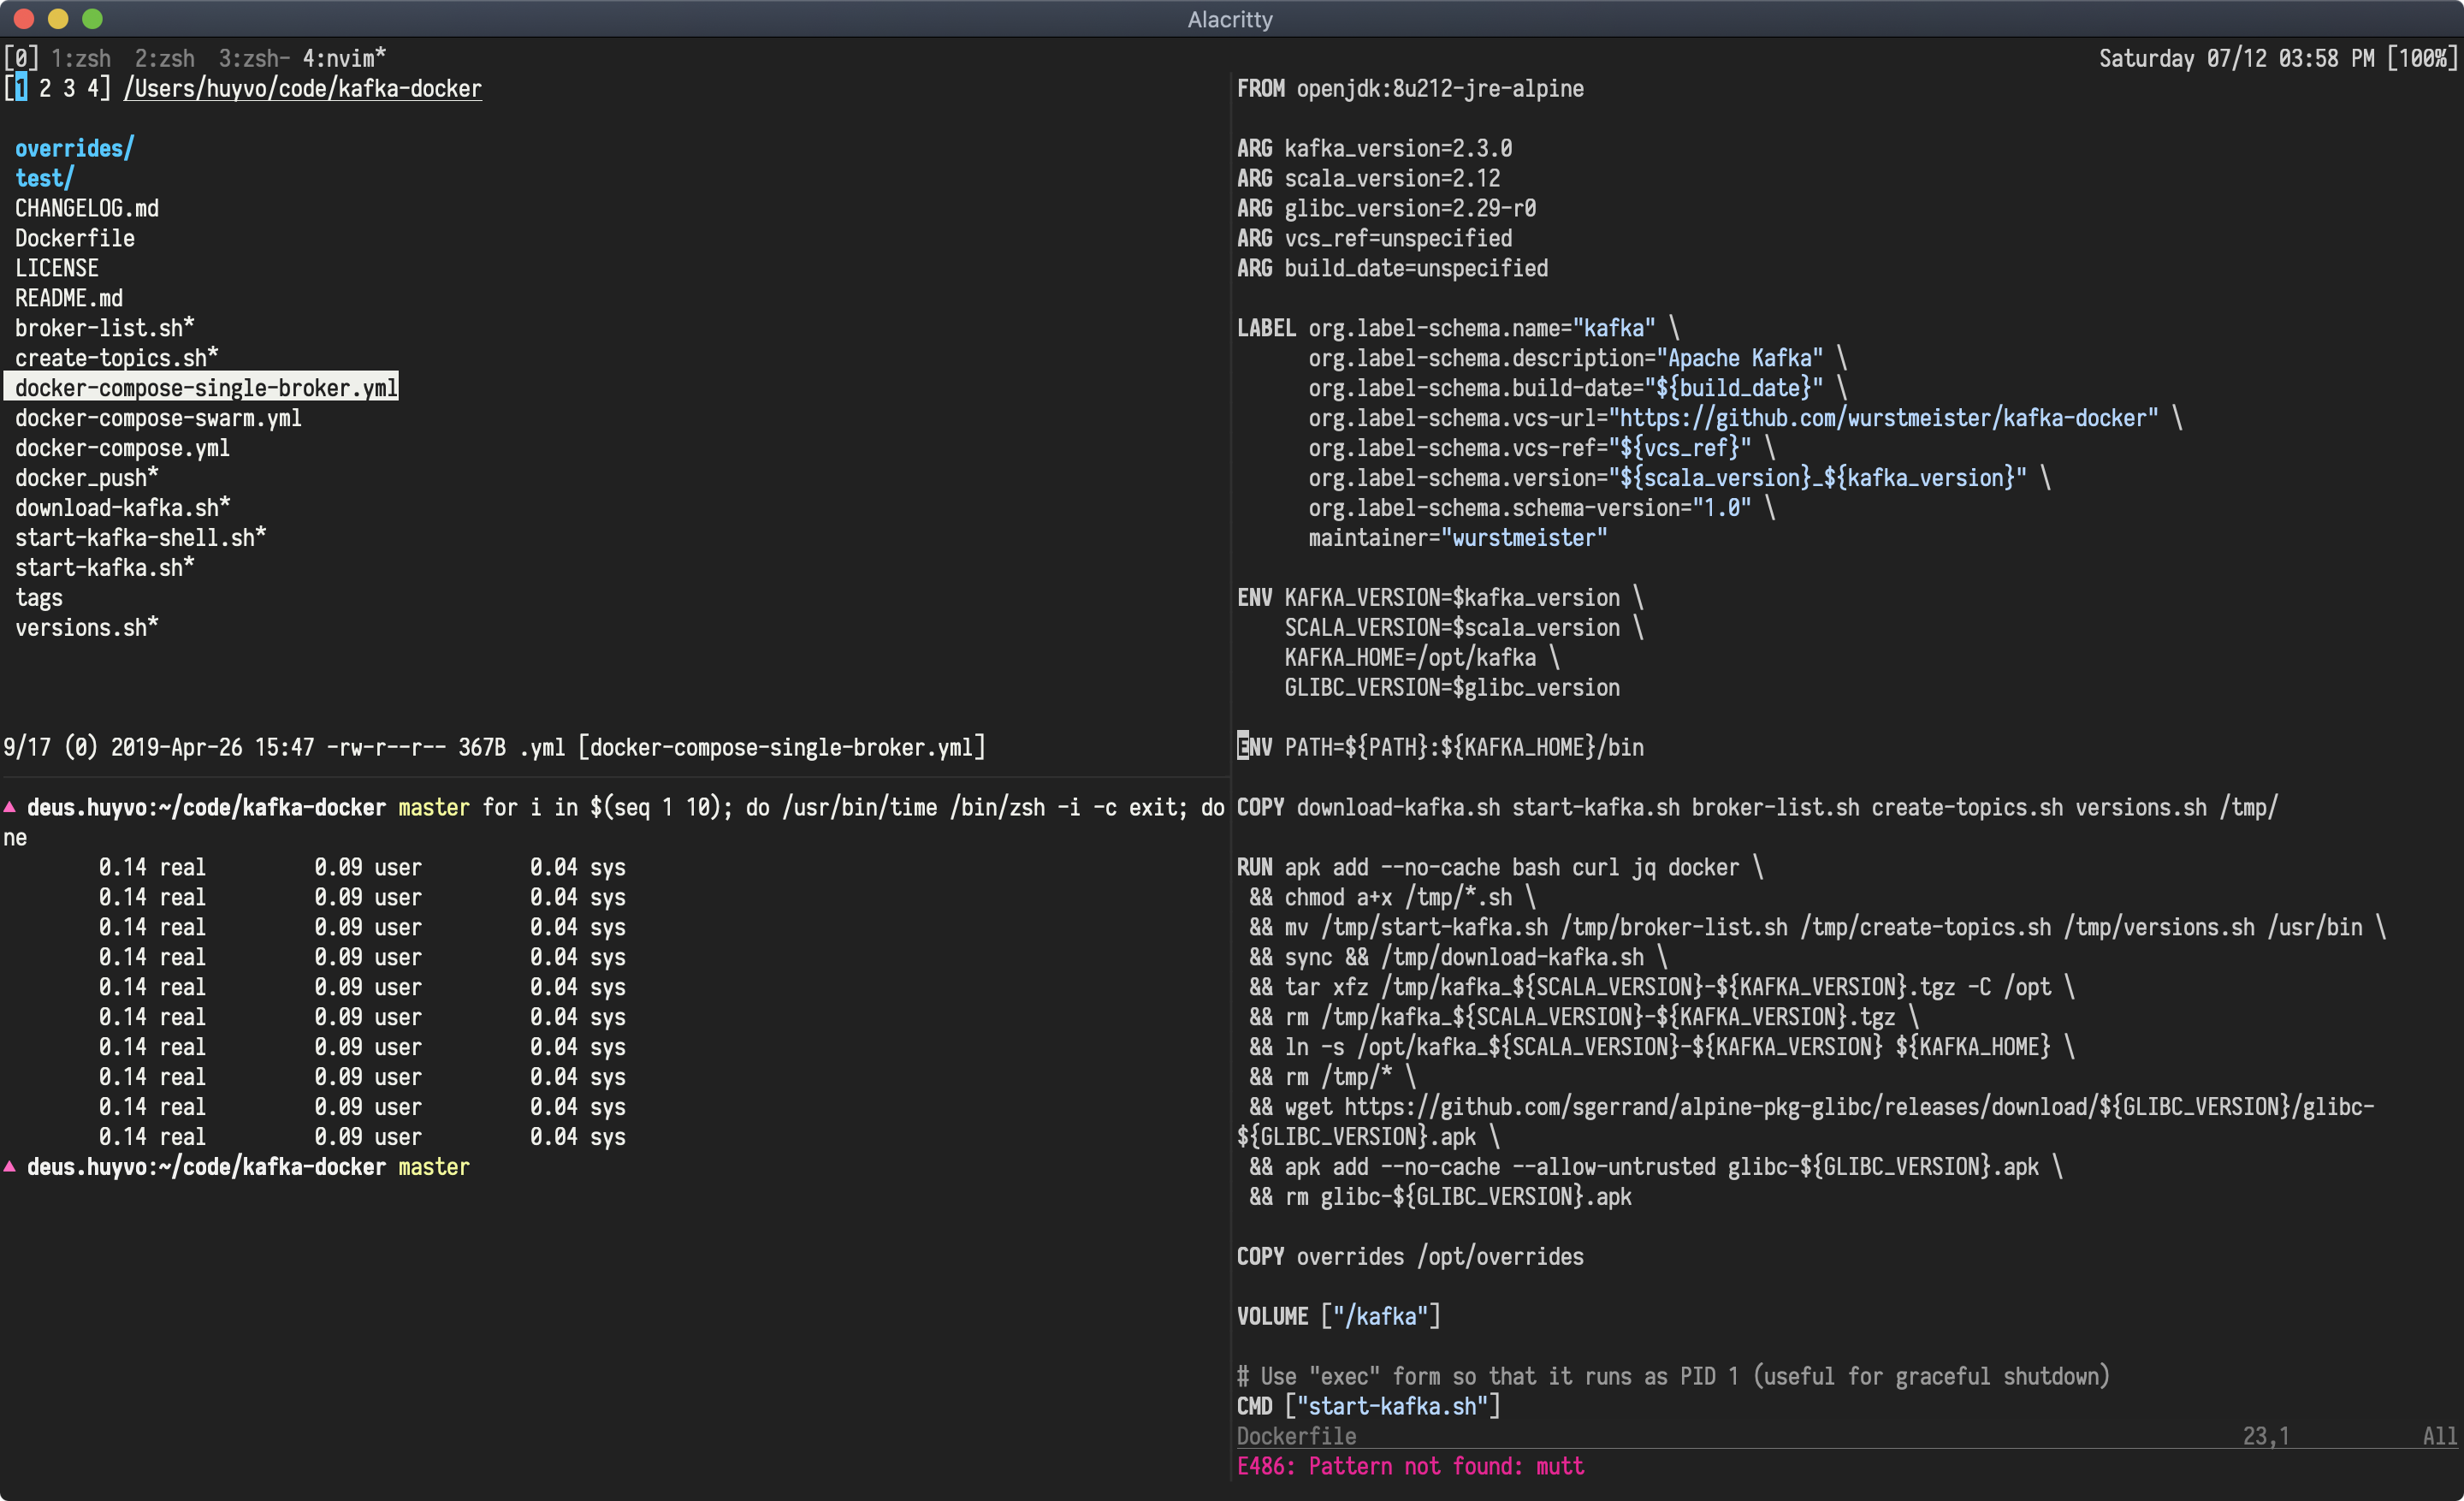 Alacritty
[0] 1:zsh  2:zsh  3:zsh- 4:nvim*
Saturday 07/12 03:58 PM [100%]
[1 2 3 4] /Users/huyvo/code/kafka-docker
overrides/
test/
CHANGELOG.md
Dockerfile
LICENSE
README.md
broker-list.sh*
create-topics.sh*
docker-compose-single-broker.yml
docker-compose-swarm.yml
docker-compose.yml
docker_push*
download-kafka.sh*
start-kafka-shell.sh*
start-kafka.sh*
tags
versions.sh*
9/17 (0) 2019-Apr-26 15:47 -rw-r--r-- 367B .yml [docker-compose-single-broker.yml]
▲ deus.huyvo:~/code/kafka-docker master for i in $(seq 1 10); do /usr/bin/time /bin/zsh -i -c exit; do
ne
        0.14 real         0.09 user         0.04 sys
        0.14 real         0.09 user         0.04 sys
        0.14 real         0.09 user         0.04 sys
        0.14 real         0.09 user         0.04 sys
        0.14 real         0.09 user         0.04 sys
        0.14 real         0.09 user         0.04 sys
        0.14 real         0.09 user         0.04 sys
        0.14 real         0.09 user         0.04 sys
        0.14 real         0.09 user         0.04 sys
        0.14 real         0.09 user         0.04 sys
▲ deus.huyvo:~/code/kafka-docker master
FROM openjdk:8u212-jre-alpine
ARG kafka_version=2.3.0
ARG scala_version=2.12
ARG glibc_version=2.29-r0
ARG vcs_ref=unspecified
ARG build_date=unspecified
LABEL org.label-schema.name="kafka" \
      org.label-schema.description="Apache Kafka" \
      org.label-schema.build-date="${build_date}" \
      org.label-schema.vcs-url="https://github.com/wurstmeister/kafka-docker" \
      org.label-schema.vcs-ref="${vcs_ref}" \
      org.label-schema.version="${scala_version}_${kafka_version}" \
      org.label-schema.schema-version="1.0" \
      maintainer="wurstmeister"
ENV KAFKA_VERSION=$kafka_version \
    SCALA_VERSION=$scala_version \
    KAFKA_HOME=/opt/kafka \
    GLIBC_VERSION=$glibc_version
ENV PATH=${PATH}:${KAFKA_HOME}/bin
COPY download-kafka.sh start-kafka.sh broker-list.sh create-topics.sh versions.sh /tmp/
RUN apk add --no-cache bash curl jq docker \
 && chmod a+x /tmp/*.sh \
 && mv /tmp/start-kafka.sh /tmp/broker-list.sh /tmp/create-topics.sh /tmp/versions.sh /usr/bin \
 && sync && /tmp/download-kafka.sh \
 && tar xfz /tmp/kafka_${SCALA_VERSION}-${KAFKA_VERSION}.tgz -C /opt \
 && rm /tmp/kafka_${SCALA_VERSION}-${KAFKA_VERSION}.tgz \
 && ln -s /opt/kafka_${SCALA_VERSION}-${KAFKA_VERSION} ${KAFKA_HOME} \
 && rm /tmp/* \
 && wget https://github.com/sgerrand/alpine-pkg-glibc/releases/download/${GLIBC_VERSION}/glibc-
${GLIBC_VERSION}.apk \
 && apk add --no-cache --allow-untrusted glibc-${GLIBC_VERSION}.apk \
 && rm glibc-${GLIBC_VERSION}.apk
COPY overrides /opt/overrides
VOLUME ["/kafka"]
# Use "exec" form so that it runs as PID 1 (useful for graceful shutdown)
CMD ["start-kafka.sh"]
Dockerfile 23,1 All
E486: Pattern not found: mutt